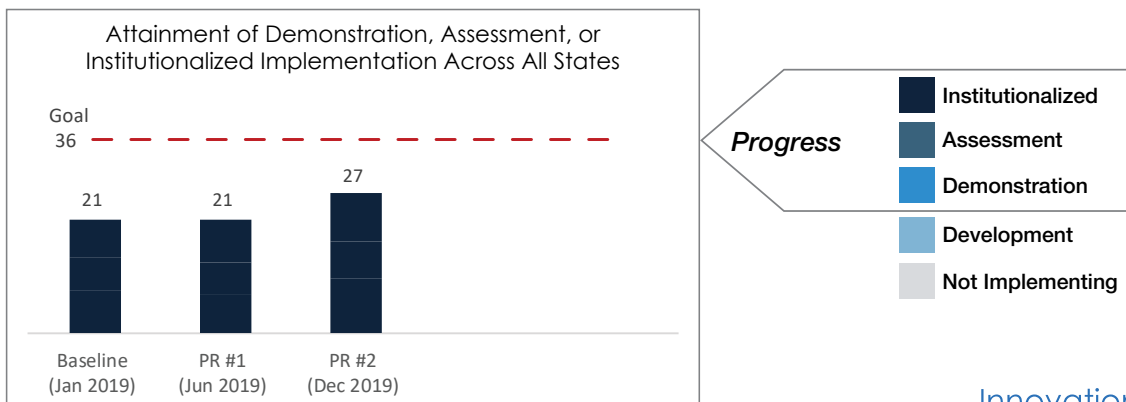 Attainment of Demonstration, Assessment, or
Institutionalized Implementation Across All States
Goal
36
21
21
27
Baseline
(Jan 2019)
PR #1
(Jun 2019)
PR #2
(Dec 2019)
Progress
Institutionalized
Assessment
Demonstration
Development
Not Implementing
Innovation